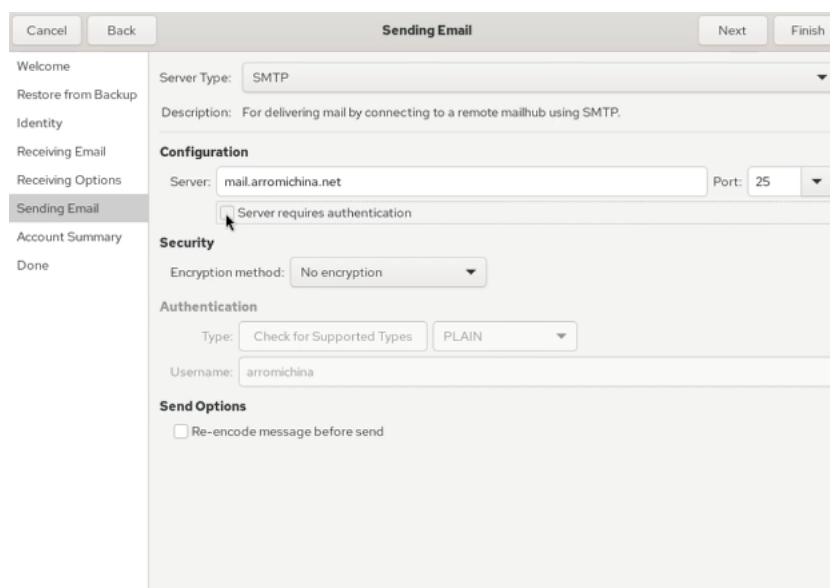 Cancel Back Sending Email Next Finish
Welcome
Restore from Backup
Identity
Receiving Email
Receiving Options
Sending Email
Account Summary
Done
Server Type: SMTP
Description: For delivering mail by connecting to a remote mailhub using SMTP.
Configuration
Server: mail.arromichina.net Port: 25
Server requires authentication
Security
Encryption method: No encryption
Authentication
Type: Check for Supported Types PLAIN
Username: arromichina
Send Options
Re-encode message before send